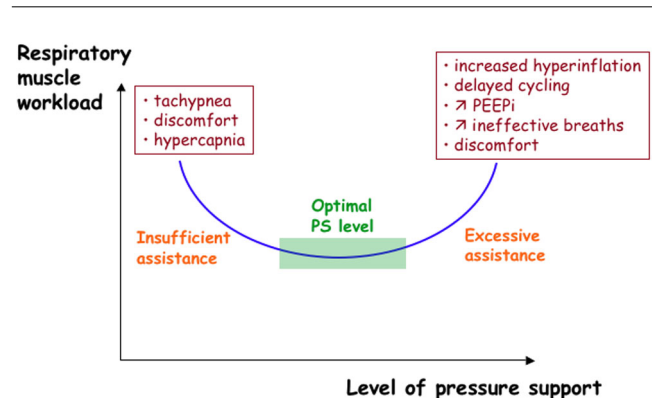 Respiratory
muscle
workload
· tachypnea
· discomfort
· hypercapnia
· increased hyperinflation
· delayed cycling
· ↗ PEEPi
· ↗ ineffective breaths
· discomfort
Optimal
PS level
Insufficient
assistance
Excessive
assistance
Level of pressure support